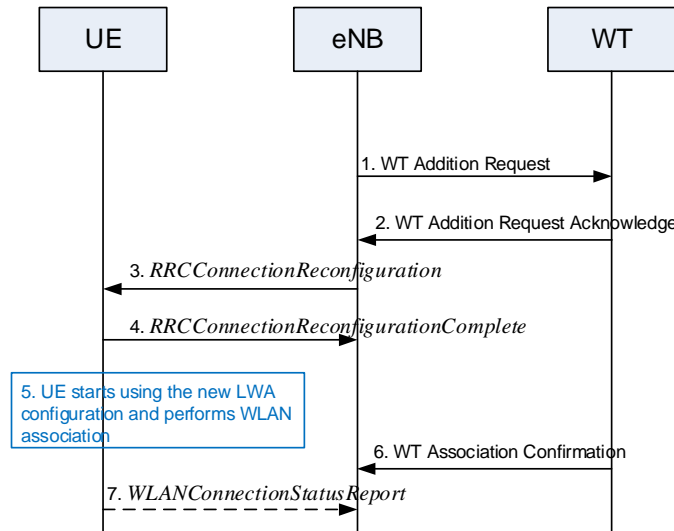 UE
eNB
WT
1. WT Addition Request
2. WT Addition Request Acknowledge
3. RRCConnectionReconfiguration
4. RRCConnectionReconfigurationComplete
5. UE starts using the new LWA
configuration and performs WLAN
association
6. WT Association Confirmation
7. WLANConnectionStatusReport